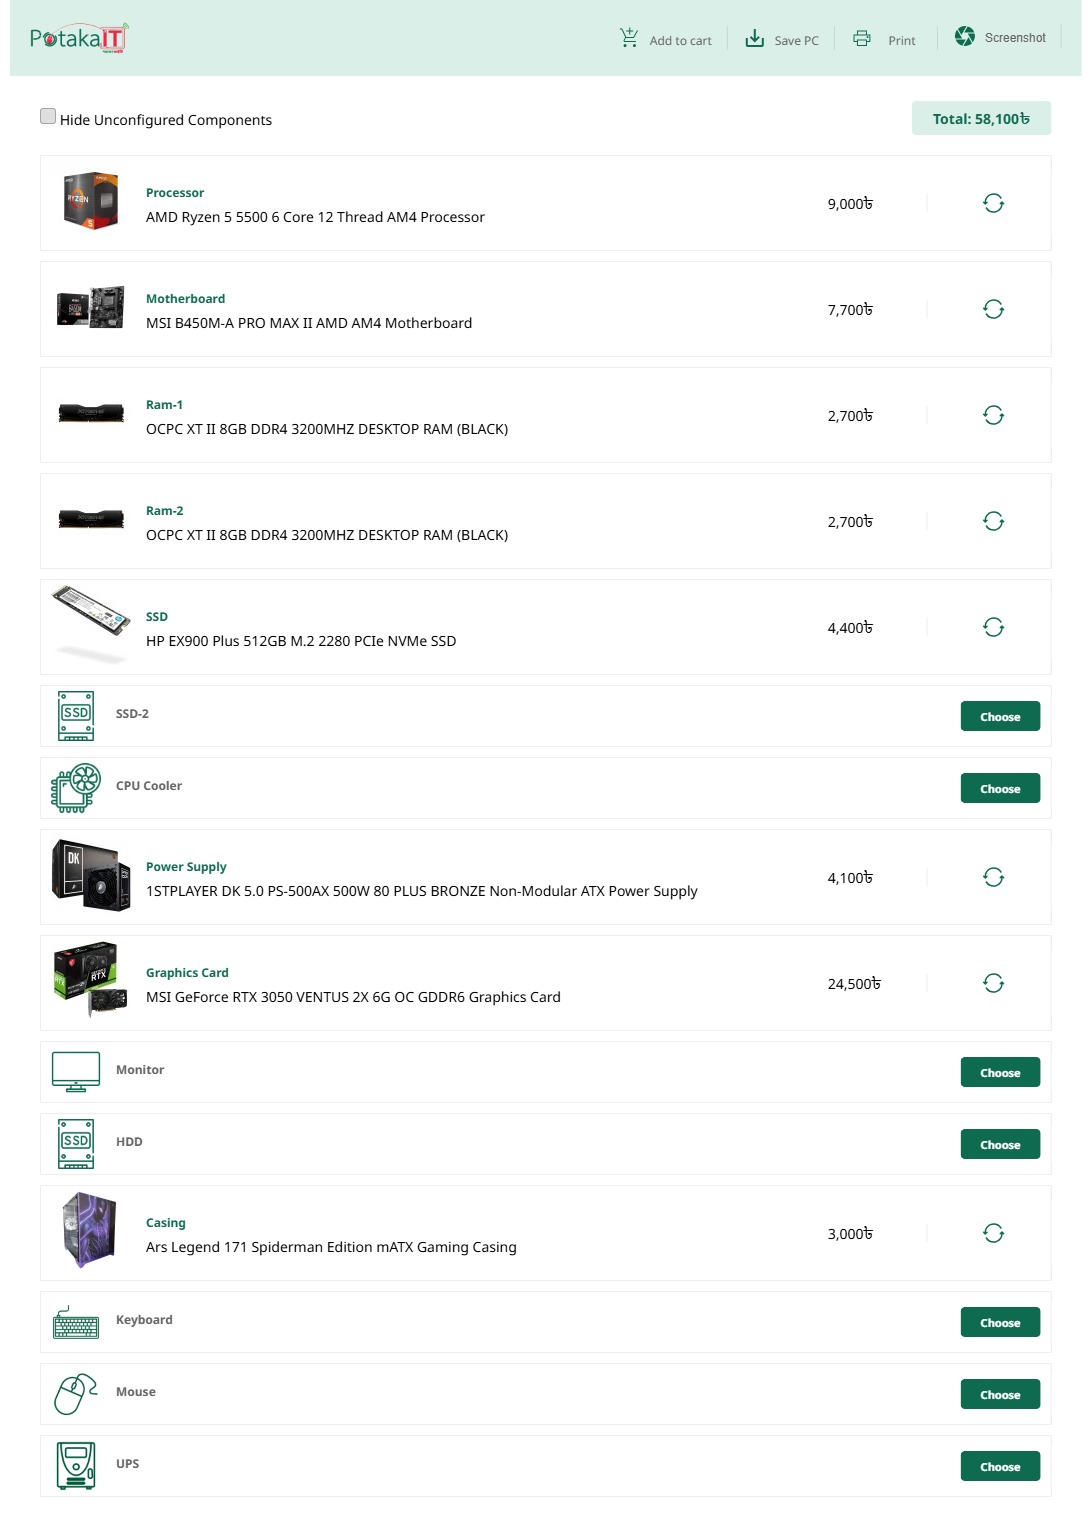 PotakaIT
Add to cart
Save PC
Print
Screenshot
Hide Unconfigured Components
Total: 58,100৳
Processor
AMD Ryzen 5 5500 6 Core 12 Thread AM4 Processor
9,000৳
Motherboard
MSI B450M-A PRO MAX II AMD AM4 Motherboard
7,700৳
Ram-1
OCPC XT II 8GB DDR4 3200MHZ DESKTOP RAM (BLACK)
2,700৳
Ram-2
OCPC XT II 8GB DDR4 3200MHZ DESKTOP RAM (BLACK)
2,700৳
SSD
HP EX900 Plus 512GB M.2 2280 PCIe NVMe SSD
4,400৳
SSD
SSD-2
Choose
CPU Cooler
Choose
DK
Power Supply
1STPLAYER DK 5.0 PS-500AX 500W 80 PLUS BRONZE Non-Modular ATX Power Supply
4,100৳
RTX
Graphics Card
MSI GeForce RTX 3050 VENTUS 2X 6G OC GDDR6 Graphics Card
24,500৳
Monitor
Choose
SSD
HDD
Choose
Casing
Ars Legend 171 Spiderman Edition mATX Gaming Casing
3,000৳
Keyboard
Choose
Mouse
Choose
UPS
Choose